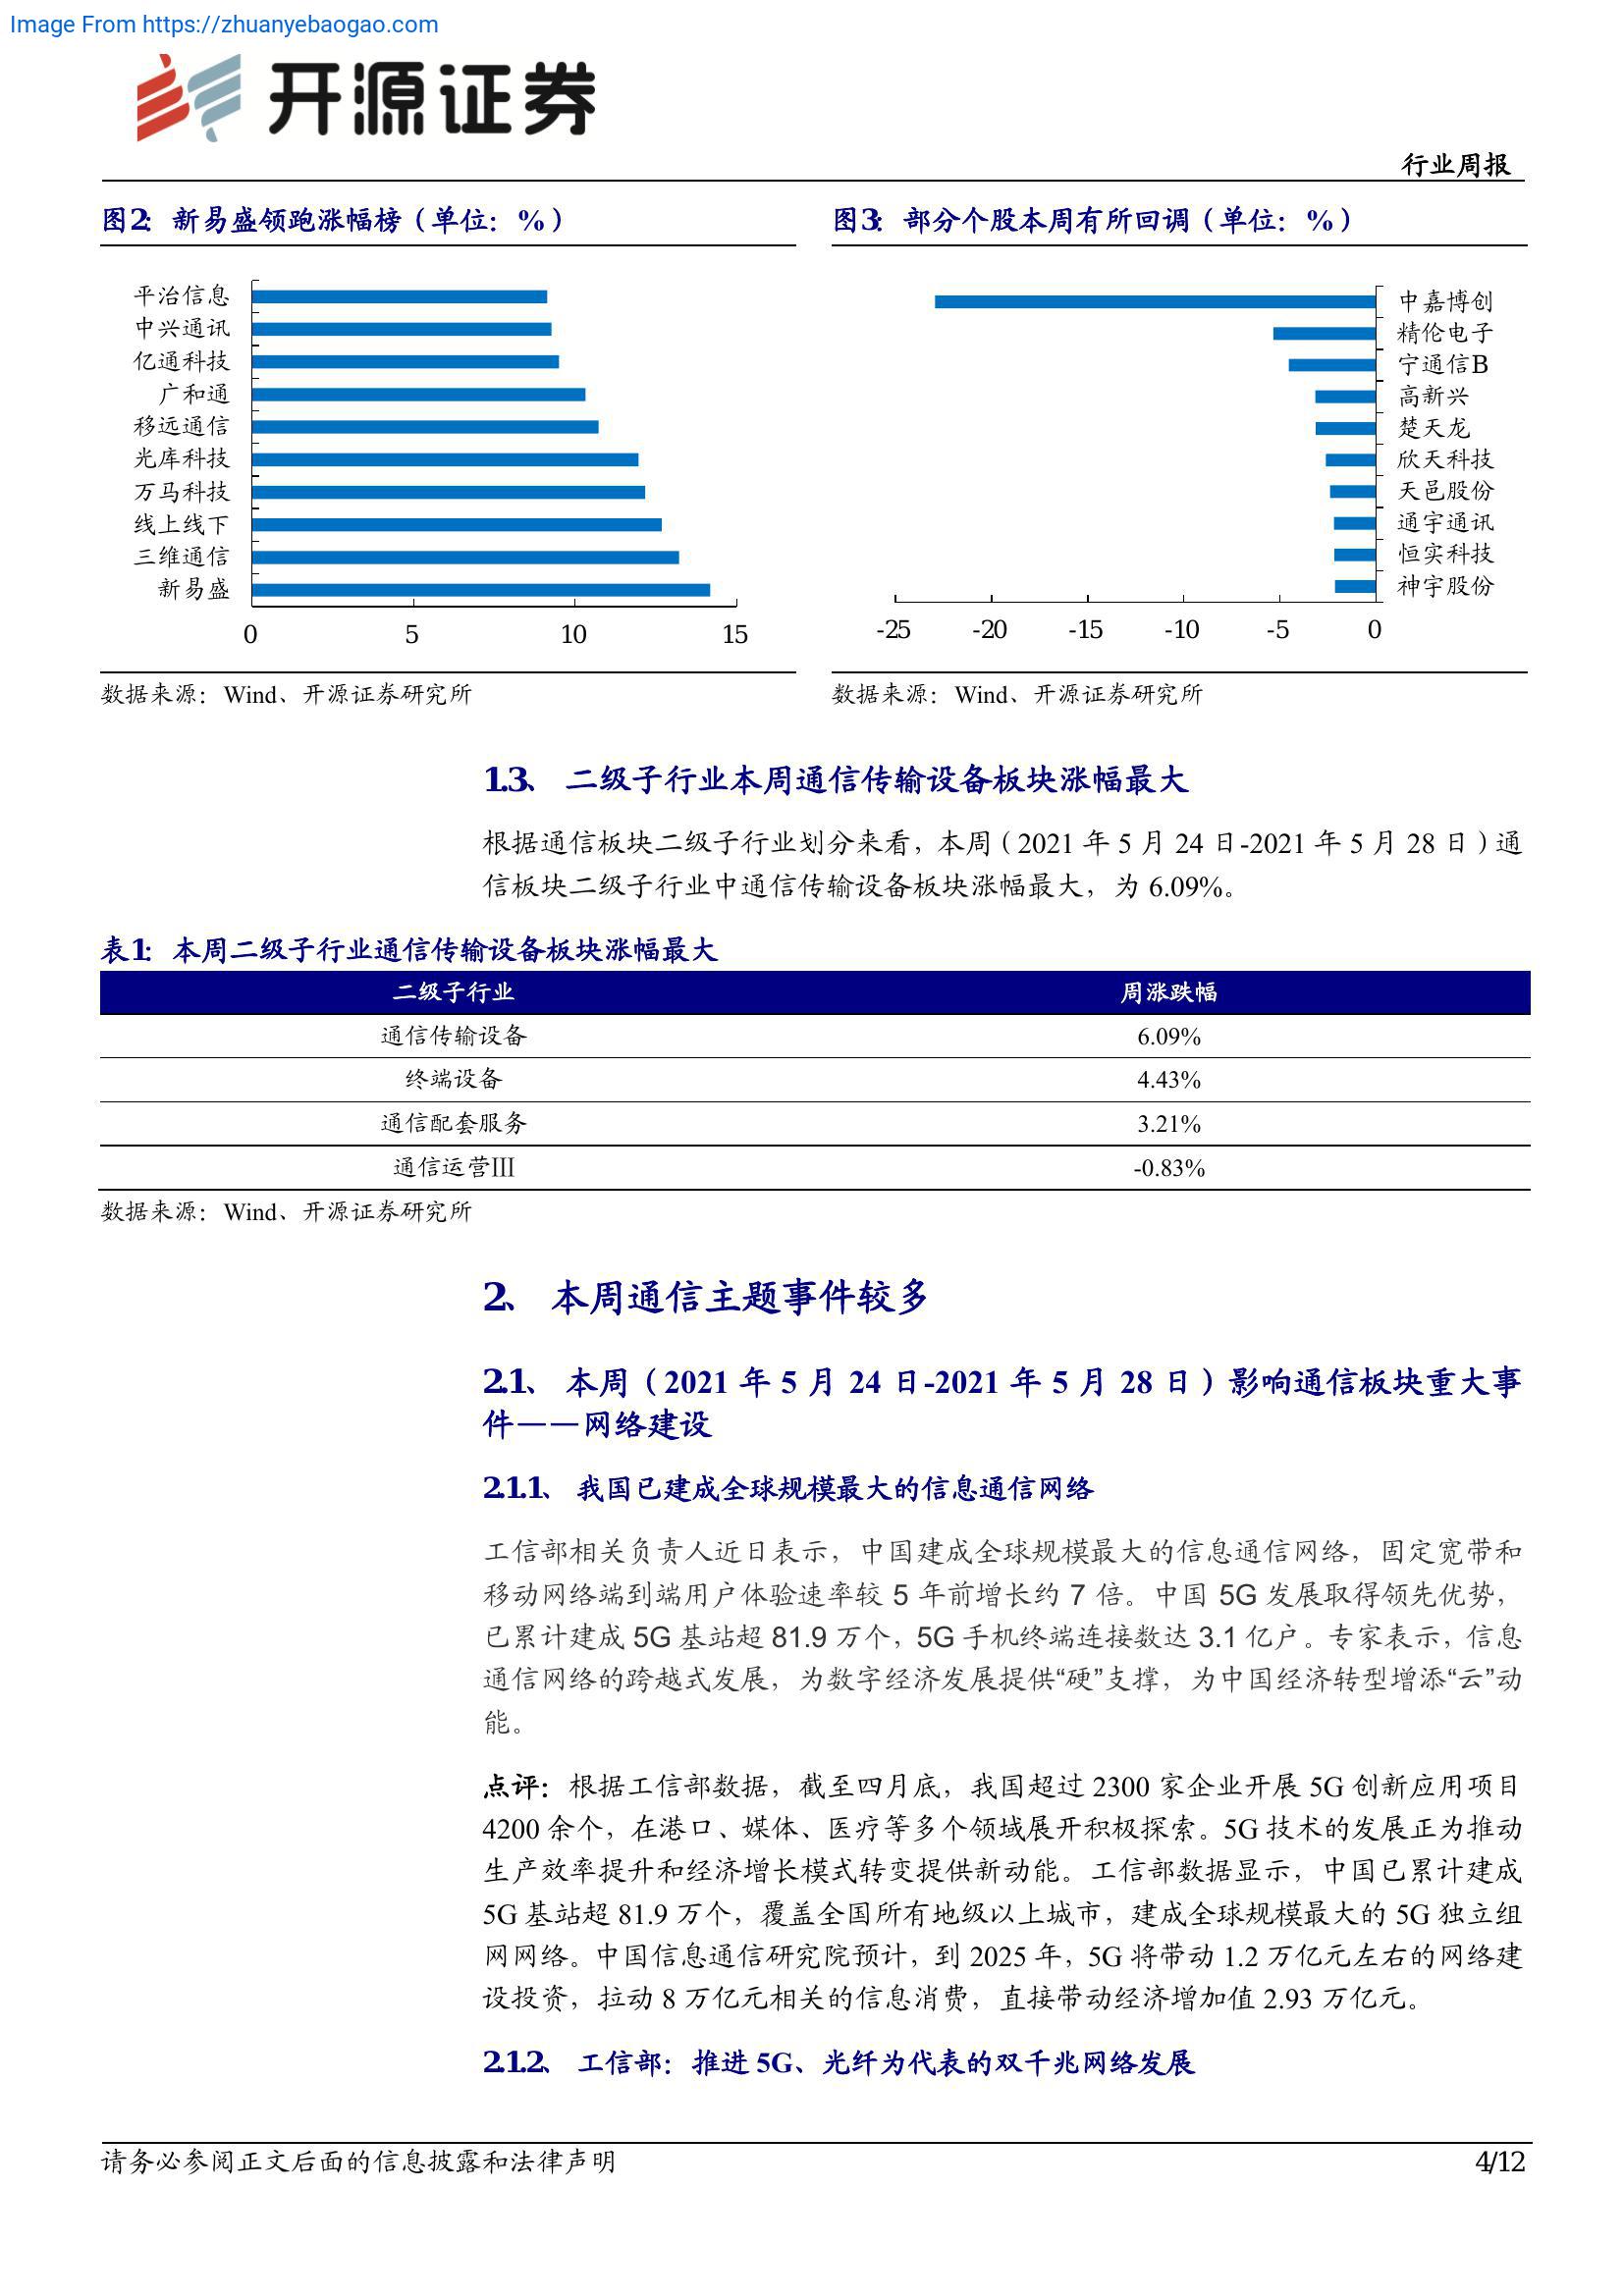 Image From https://zhuanyebaogao.com
开源证券
行业周报
图2：新易盛领跑涨幅榜（单位：%）
平治信息
中兴通讯
亿通科技
广和通
移远通信
光库科技
万马科技
线上线下
三维通信
新易盛
0 5 10 15
数据来源：Wind、开源证券研究所
图3：部分个股本周有所回调（单位：%）
中嘉博创
精伦电子
宁通信B
高新兴
楚天龙
欣天科技
天邑股份
通宇通讯
恒实科技
神宇股份
-25 -20 -15 -10 -5 0
数据来源：Wind、开源证券研究所
1.3、 二级子行业本周通信传输设备板块涨幅最大
根据通信板块二级子行业划分来看，本周（2021 年 5 月 24 日-2021 年 5 月 28 日）通
信板块二级子行业中通信传输设备板块涨幅最大，为 6.09%。
表1：本周二级子行业通信传输设备板块涨幅最大
二级子行业 周涨跌幅
通信传输设备 6.09%
终端设备 4.43%
通信配套服务 3.21%
通信运营III -0.83%
数据来源：Wind、开源证券研究所
2、 本周通信主题事件较多
2.1、 本周（2021 年 5 月 24 日-2021 年 5 月 28 日）影响通信板块重大事
件——网络建设
2.1.1、 我国已建成全球规模最大的信息通信网络
工信部相关负责人近日表示，中国建成全球规模最大的信息通信网络，固定宽带和
移动网络端到端用户体验速率较 5 年前增长约 7 倍。中国 5G 发展取得领先优势，
已累计建成 5G 基站超 81.9 万个，5G 手机终端连接数达 3.1 亿户。专家表示，信息
通信网络的跨越式发展，为数字经济发展提供“硬”支撑，为中国经济转型增添“云”动
能。
点评：根据工信部数据，截至四月底，我国超过 2300 家企业开展 5G 创新应用项目
4200 余个，在港口、媒体、医疗等多个领域展开积极探索。5G 技术的发展正为推动
生产效率提升和经济增长模式转变提供新动能。工信部数据显示，中国已累计建成
5G 基站超 81.9 万个，覆盖全国所有地级以上城市，建成全球规模最大的 5G 独立组
网网络。中国信息通信研究院预计，到 2025 年，5G 将带动 1.2 万亿元左右的网络建
设投资，拉动 8 万亿元相关的信息消费，直接带动经济增加值 2.93 万亿元。
2.1.2、 工信部：推进 5G、光纤为代表的双千兆网络发展
请务必参阅正文后面的信息披露和法律声明
4/12